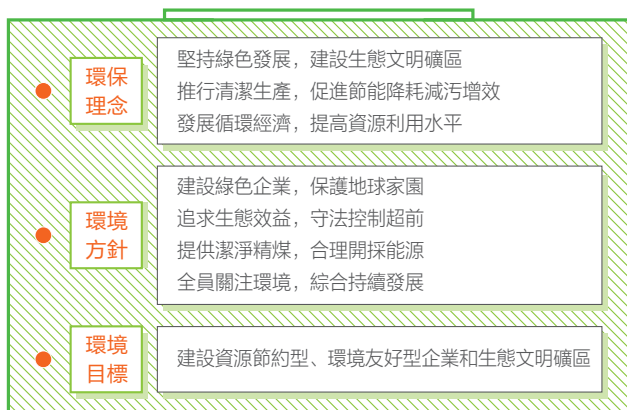 環保
理念
堅持綠色發展，建設生態文明礦區
推行清潔生產，促進節能降耗減污增效
發展循環經濟，提高資源利用水平
環境
方針
建設綠色企業，保護地球家園
追求生態效益，守法控制超前
提供潔淨精煤，合理開採能源
全員關注環境，綜合持續發展
環境
目標
建設資源節約型、環境友好型企業和生態文明礦區